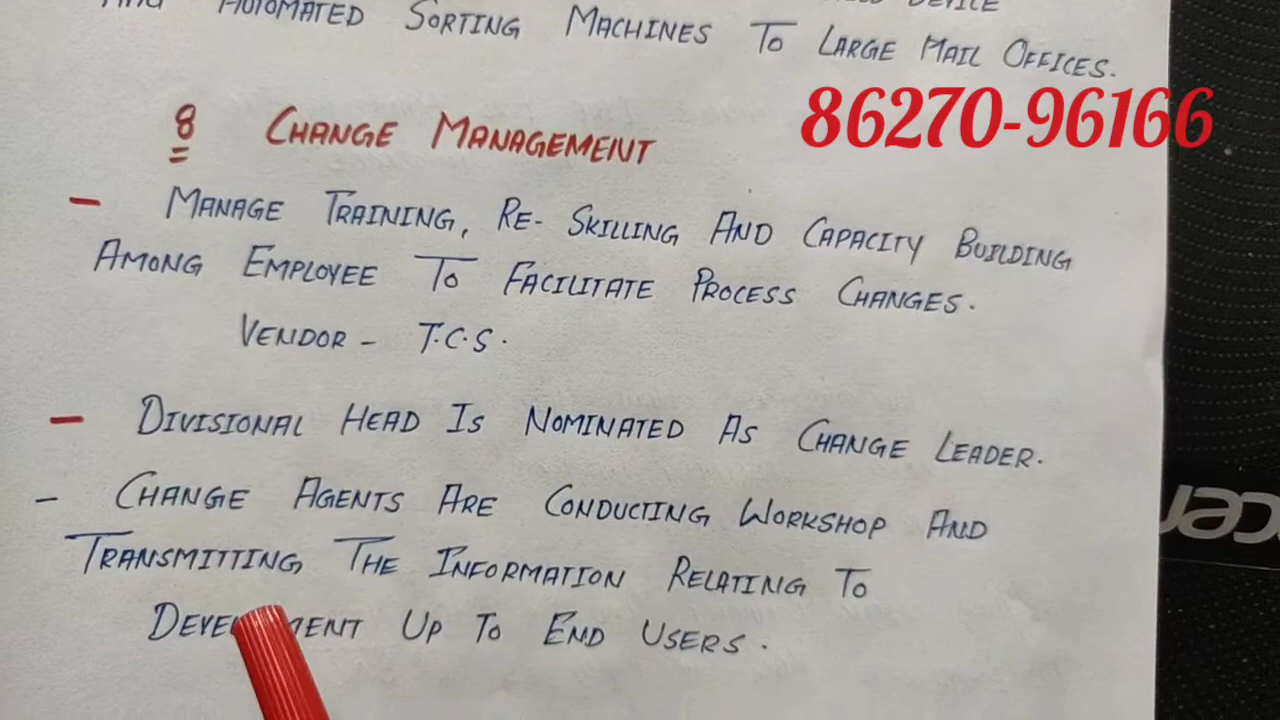 AUTOMATED SORTING MACHINES TO LARGE MAIL OFFICES.
86270-96166
8 CHANGE MANAGEMENT
- MANAGE TRAINING, RE- SKILLING AND CAPACITY BUILDING
AMONG EMPLOYEE TO FACILITATE PROCESS CHANGES.
VENDOR - T.C.S.
- DIVISIONAL HEAD IS NOMINATED AS CHANGE LEADER.
- CHANGE AGENTS ARE CONDUCTING WORKSHOP AND
TRANSMITTING THE INFORMATION RELATING TO
UP TO END USERS.
acer